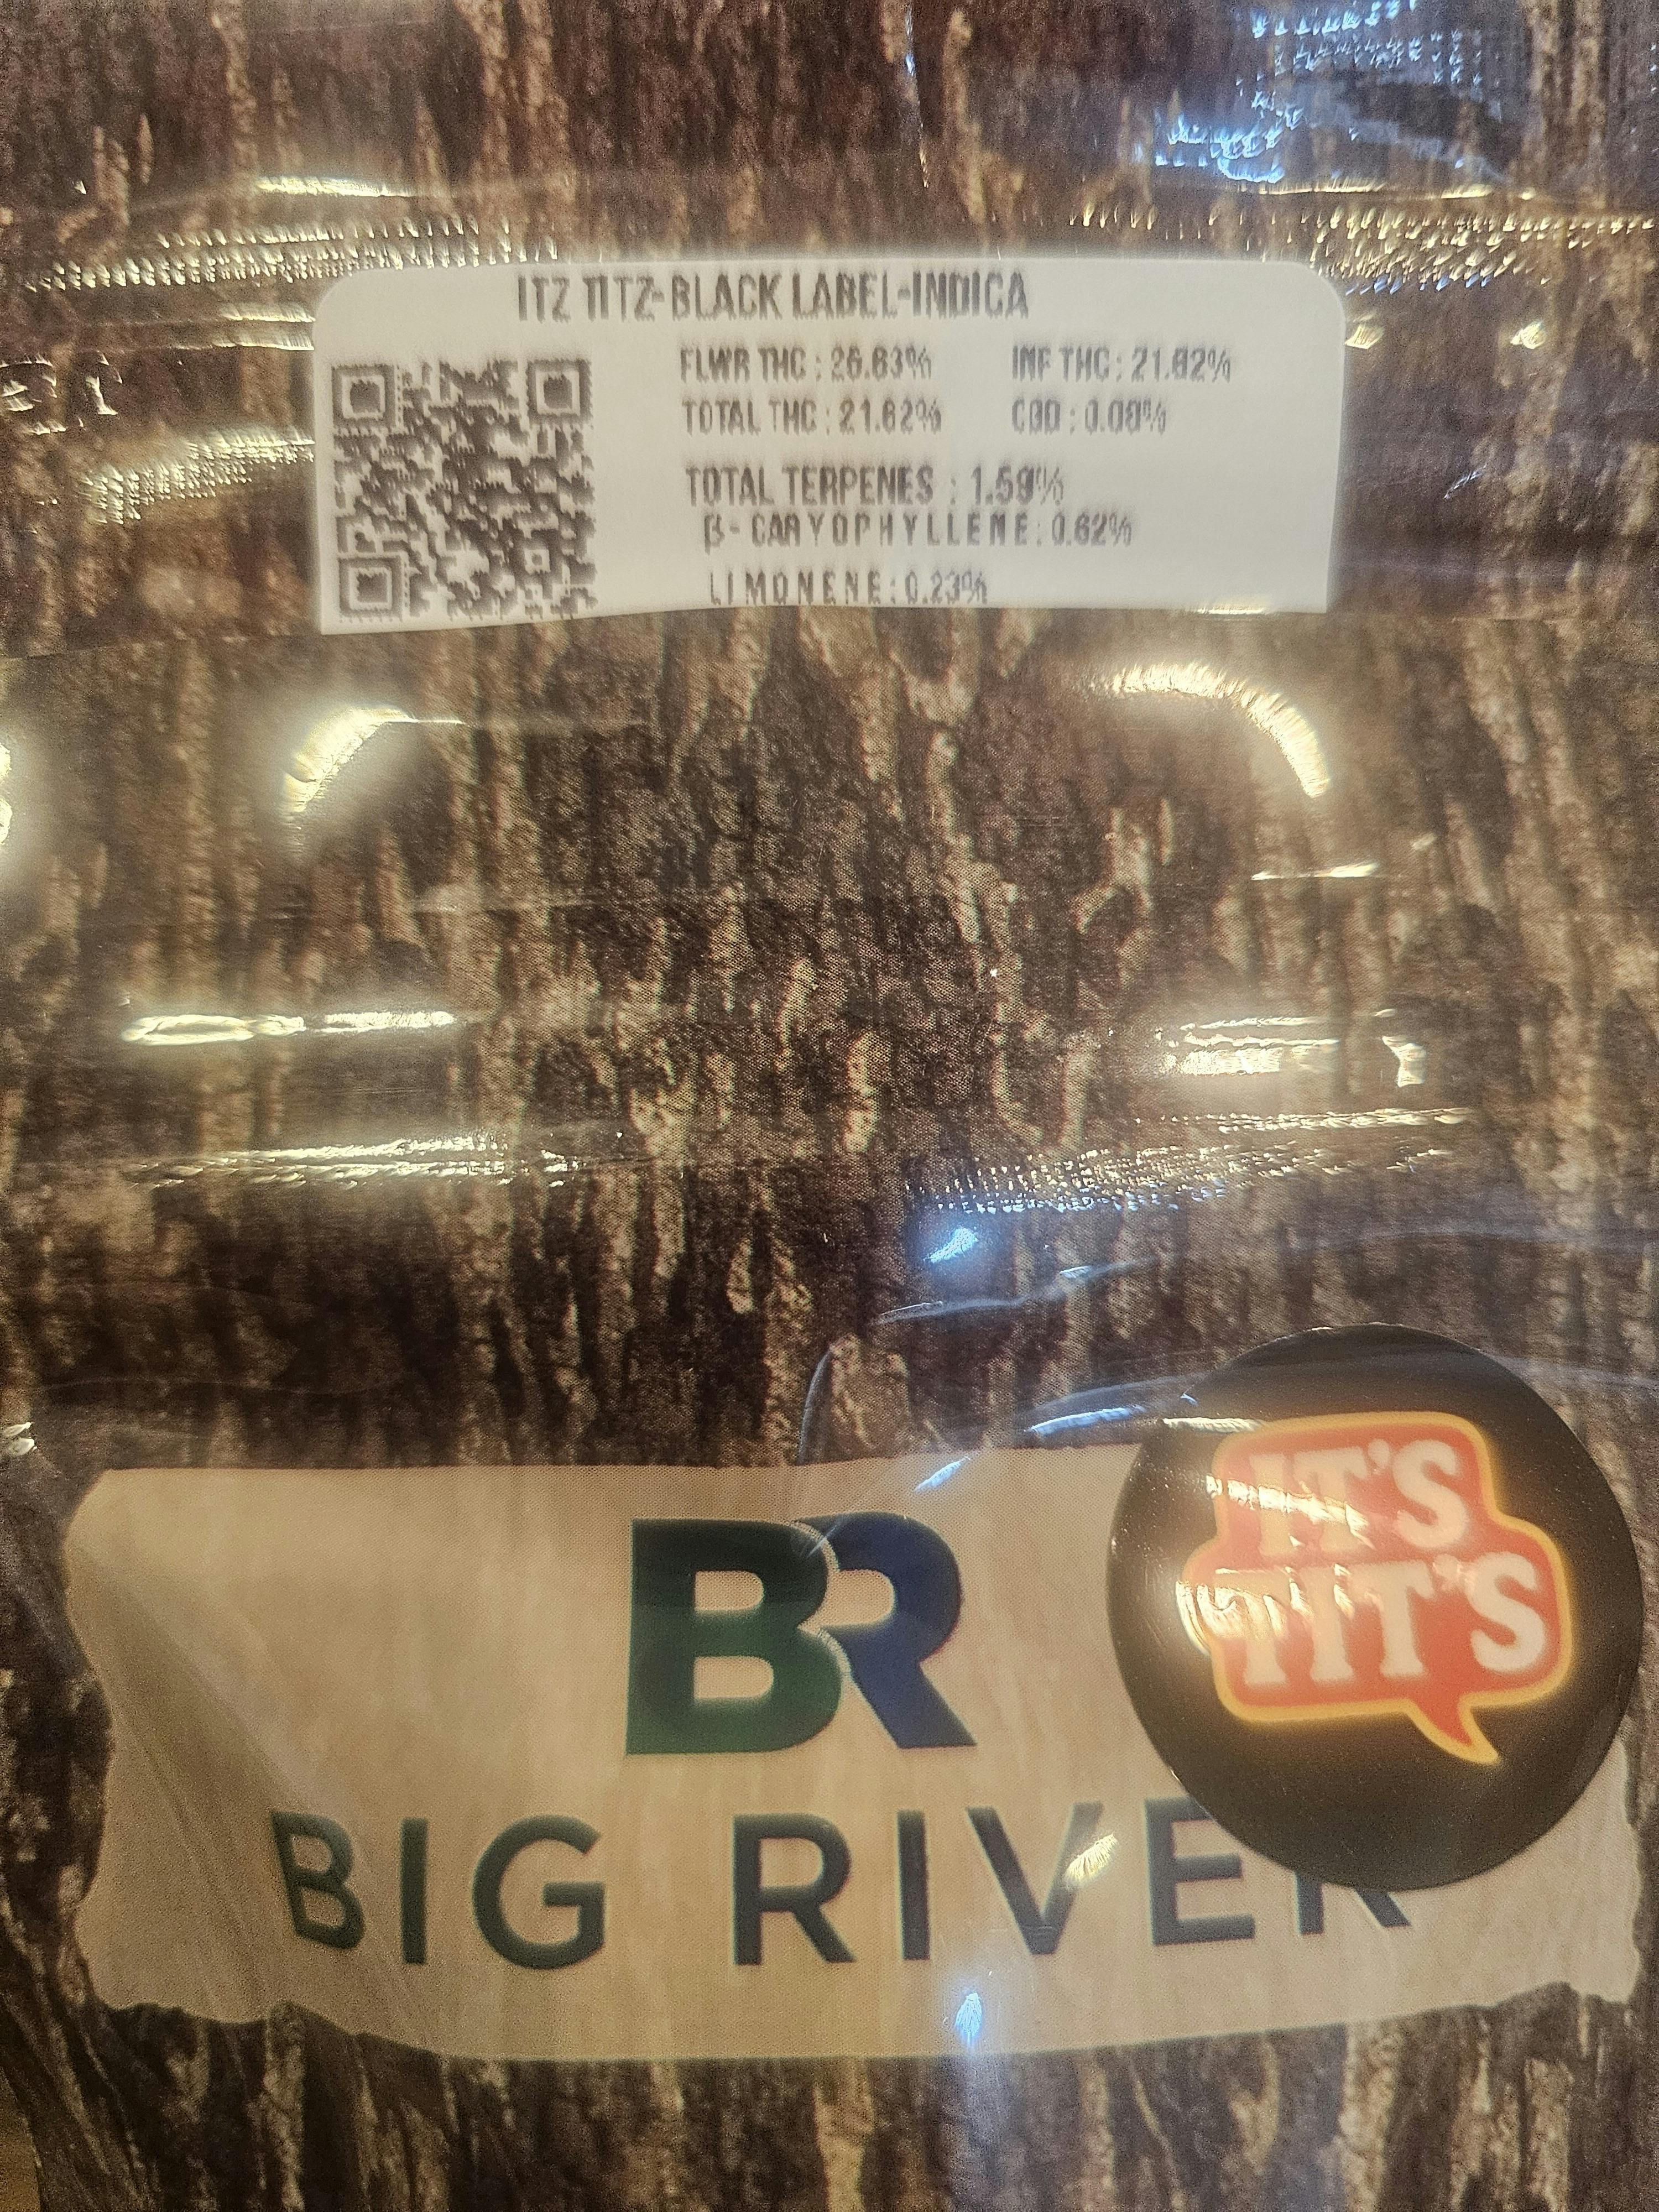 ITZ TITZ-BLACK LABEL-INDICA
FLWR THC : 26.63% INF THC : 21.82%
TOTAL THC : 21.62% CBD : 0.08%
TOTAL TERPENES : 1.59%
β-CARYOPHYLLENE: 0.62%
LIMONENE: 0.23%
IT'S
TIT'S
BR
BIG RIVER